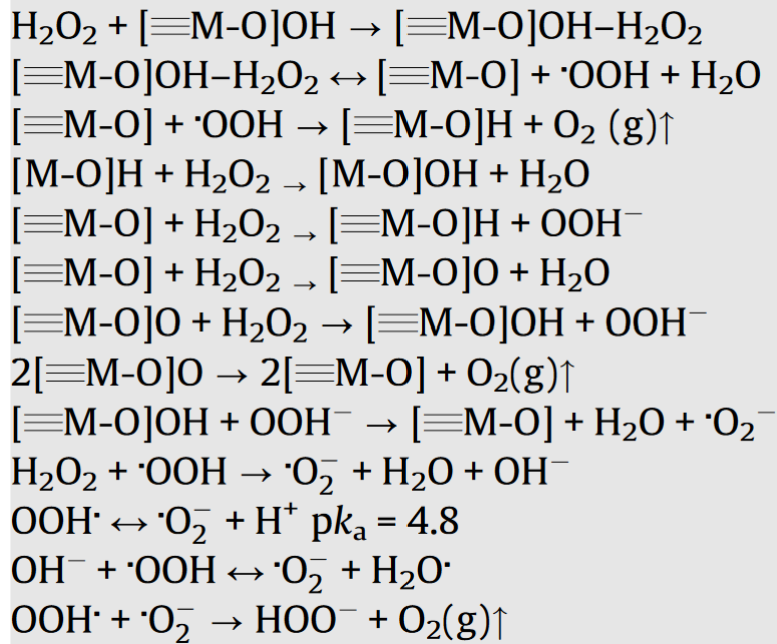 H₂O₂ + [≡M-O]OH → [≡M-O]OH–H₂O₂
[≡M-O]OH–H₂O₂ ↔ [≡M-O] + ˙OOH + H₂O
[≡M-O] + ˙OOH → [≡M-O]H + O₂ (g)↑
[M-O]H + H₂O₂ → [M-O]OH + H₂O
[≡M-O] + H₂O₂ → [≡M-O]H + OOH⁻
[≡M-O] + H₂O₂ → [≡M-O]O + H₂O
[≡M-O]O + H₂O₂ → [≡M-O]OH + OOH⁻
2[≡M-O]O → 2[≡M-O] + O₂(g)↑
[≡M-O]OH + OOH⁻ → [≡M-O] + H₂O + ˙O₂⁻
H₂O₂ + ˙OOH → ˙O₂⁻ + H₂O + OH⁻
OOH˙ ↔ ˙O₂⁻ + H⁺ pkₐ = 4.8
OH⁻ + ˙OOH ↔ ˙O₂⁻ + H₂O˙
OOH˙ + ˙O₂⁻ → HOO⁻ + O₂(g)↑